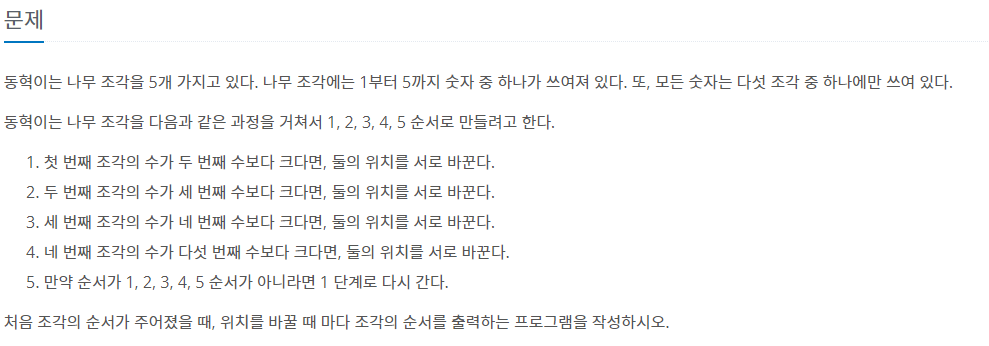 문제
동혁이는 나무 조각을 5개 가지고 있다. 나무 조각에는 1부터 5까지 숫자 중 하나가 쓰여져 있다. 또, 모든 숫자는 다섯 조각 중 하나에만 쓰여 있다.
동혁이는 나무 조각을 다음과 같은 과정을 거쳐서 1, 2, 3, 4, 5 순서로 만들려고 한다.
1. 첫 번째 조각의 수가 두 번째 수보다 크다면, 둘의 위치를 서로 바꾼다.
2. 두 번째 조각의 수가 세 번째 수보다 크다면, 둘의 위치를 서로 바꾼다.
3. 세 번째 조각의 수가 네 번째 수보다 크다면, 둘의 위치를 서로 바꾼다.
4. 네 번째 조각의 수가 다섯 번째 수보다 크다면, 둘의 위치를 서로 바꾼다.
5. 만약 순서가 1, 2, 3, 4, 5 순서가 아니라면 1 단계로 다시 간다.
처음 조각의 순서가 주어졌을 때, 위치를 바꿀 때 마다 조각의 순서를 출력하는 프로그램을 작성하시오.